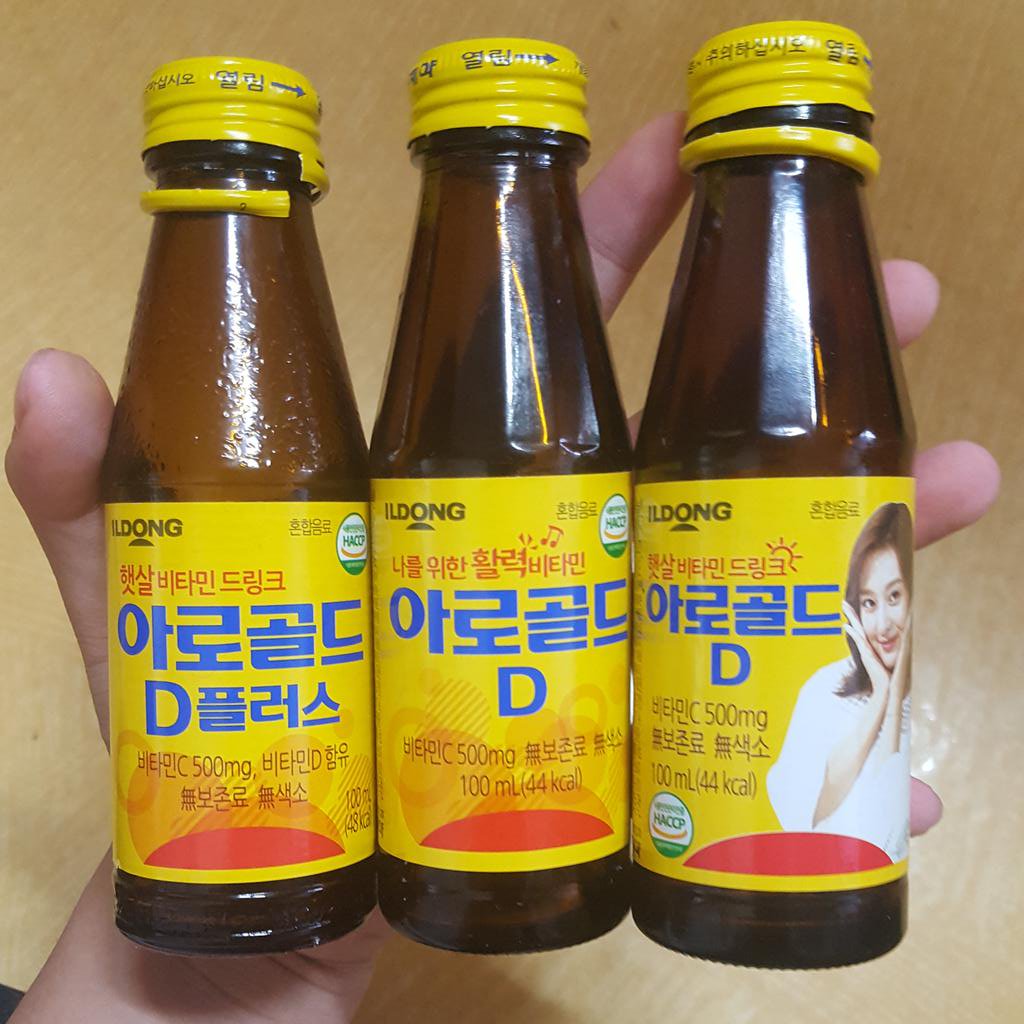 하십시오 열림
열림
주의하십시오 열림
ILDONG
혼합음료
HACCP
햇살 비타민 드링크
아로골드
D플러스
비타민C 500mg, 비타민D 함유
無보존료 無색소
100 m
(48 kcal
ILDONG
혼합음료
HACCP
나를 위한 활력 비타민
아로골드
D
비타민C 500mg 無보존료 無색소
100 mL(44 kcal)
ILDONG
혼합음료
햇살 비타민 드링크
아로골드
D
비타민C 500mg
無보존료 無색소
100 mL(44 kcal)
HACCP